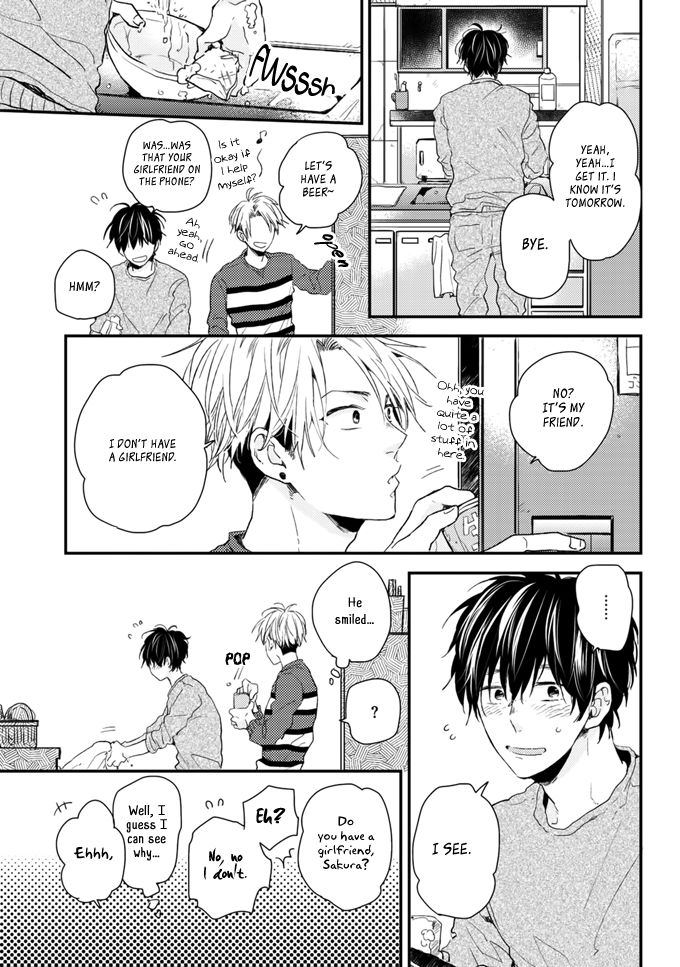 YEAH,
YEAH...I
GET IT. I
KNOW IT'S
TOMORROW.
BYE.
AWSSSsh.
LET'S
HAVE A
BEER~
Is it
okay if
I help
myself?
open
WAS...WAS
THAT YOUR
GIRLFRIEND ON
THE PHONE?
Ah,
yeah,
Go
ahead.
HMM?
NO?
IT'S MY
FRIEND.
Ohh, you
have
quite a
lot of
stuff in
here.
I DON'T HAVE
A GIRLFRIEND.
......
I SEE.
He
smiled...
?
POP
Do
you have a
girlfriend,
Sakura?
Eh?
No, no
I don't.
Well, I
guess I
can see
why...
Ehhh,